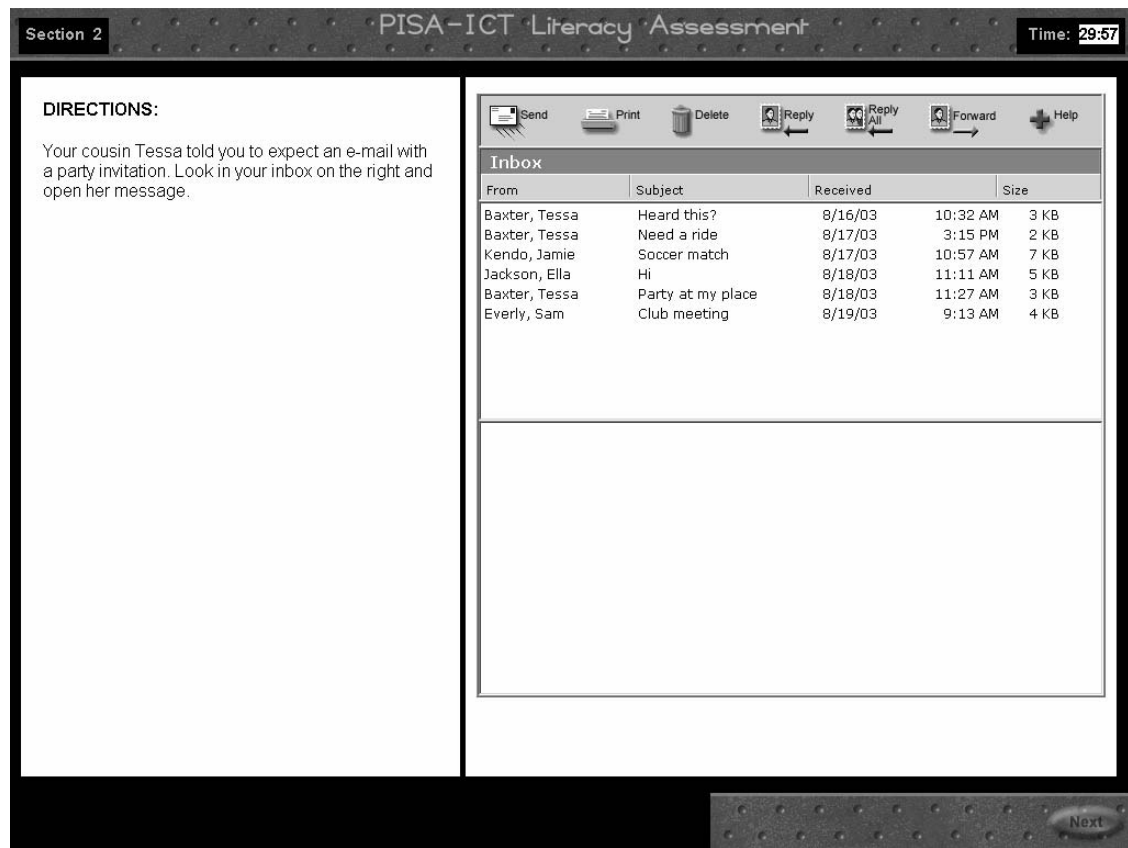 Section 2
PISA-ICT Literacy Assessment
Time: 29:57
DIRECTIONS:
Your cousin Tessa told you to expect an e-mail with
a party invitation. Look in your inbox on the right and
open her message.
Send Print Delete Reply Reply All Forward Help
Inbox
From Subject Received Size
Baxter, Tessa Heard this? 8/16/03 10:32 AM 3 KB
Baxter, Tessa Need a ride 8/17/03 3:15 PM 2 KB
Kendo, Jamie Soccer match 8/17/03 10:57 AM 7 KB
Jackson, Ella Hi 8/18/03 11:11 AM 5 KB
Baxter, Tessa Party at my place 8/18/03 11:27 AM 3 KB
Everly, Sam Club meeting 8/19/03 9:13 AM 4 KB
Next